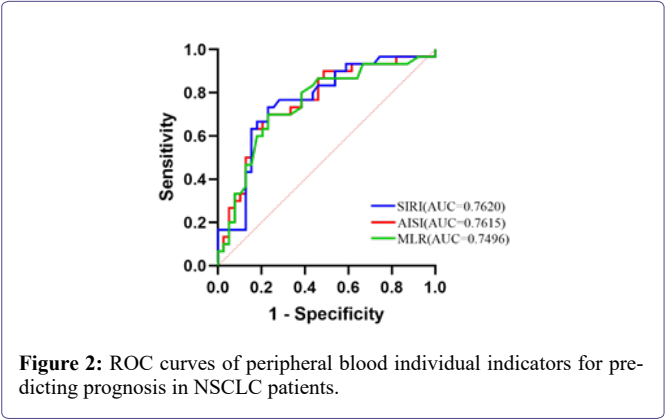 1.0
0.8
0.6
0.4
0.2
0.0
Sensitivity
SIRI(AUC=0.7620)
AISI(AUC=0.7615)
MLR(AUC=0.7496)
0.0 0.2 0.4 0.6 0.8 1.0
1 - Specificity
Figure 2: ROC curves of peripheral blood individual indicators for pre-
dicting prognosis in NSCLC patients.